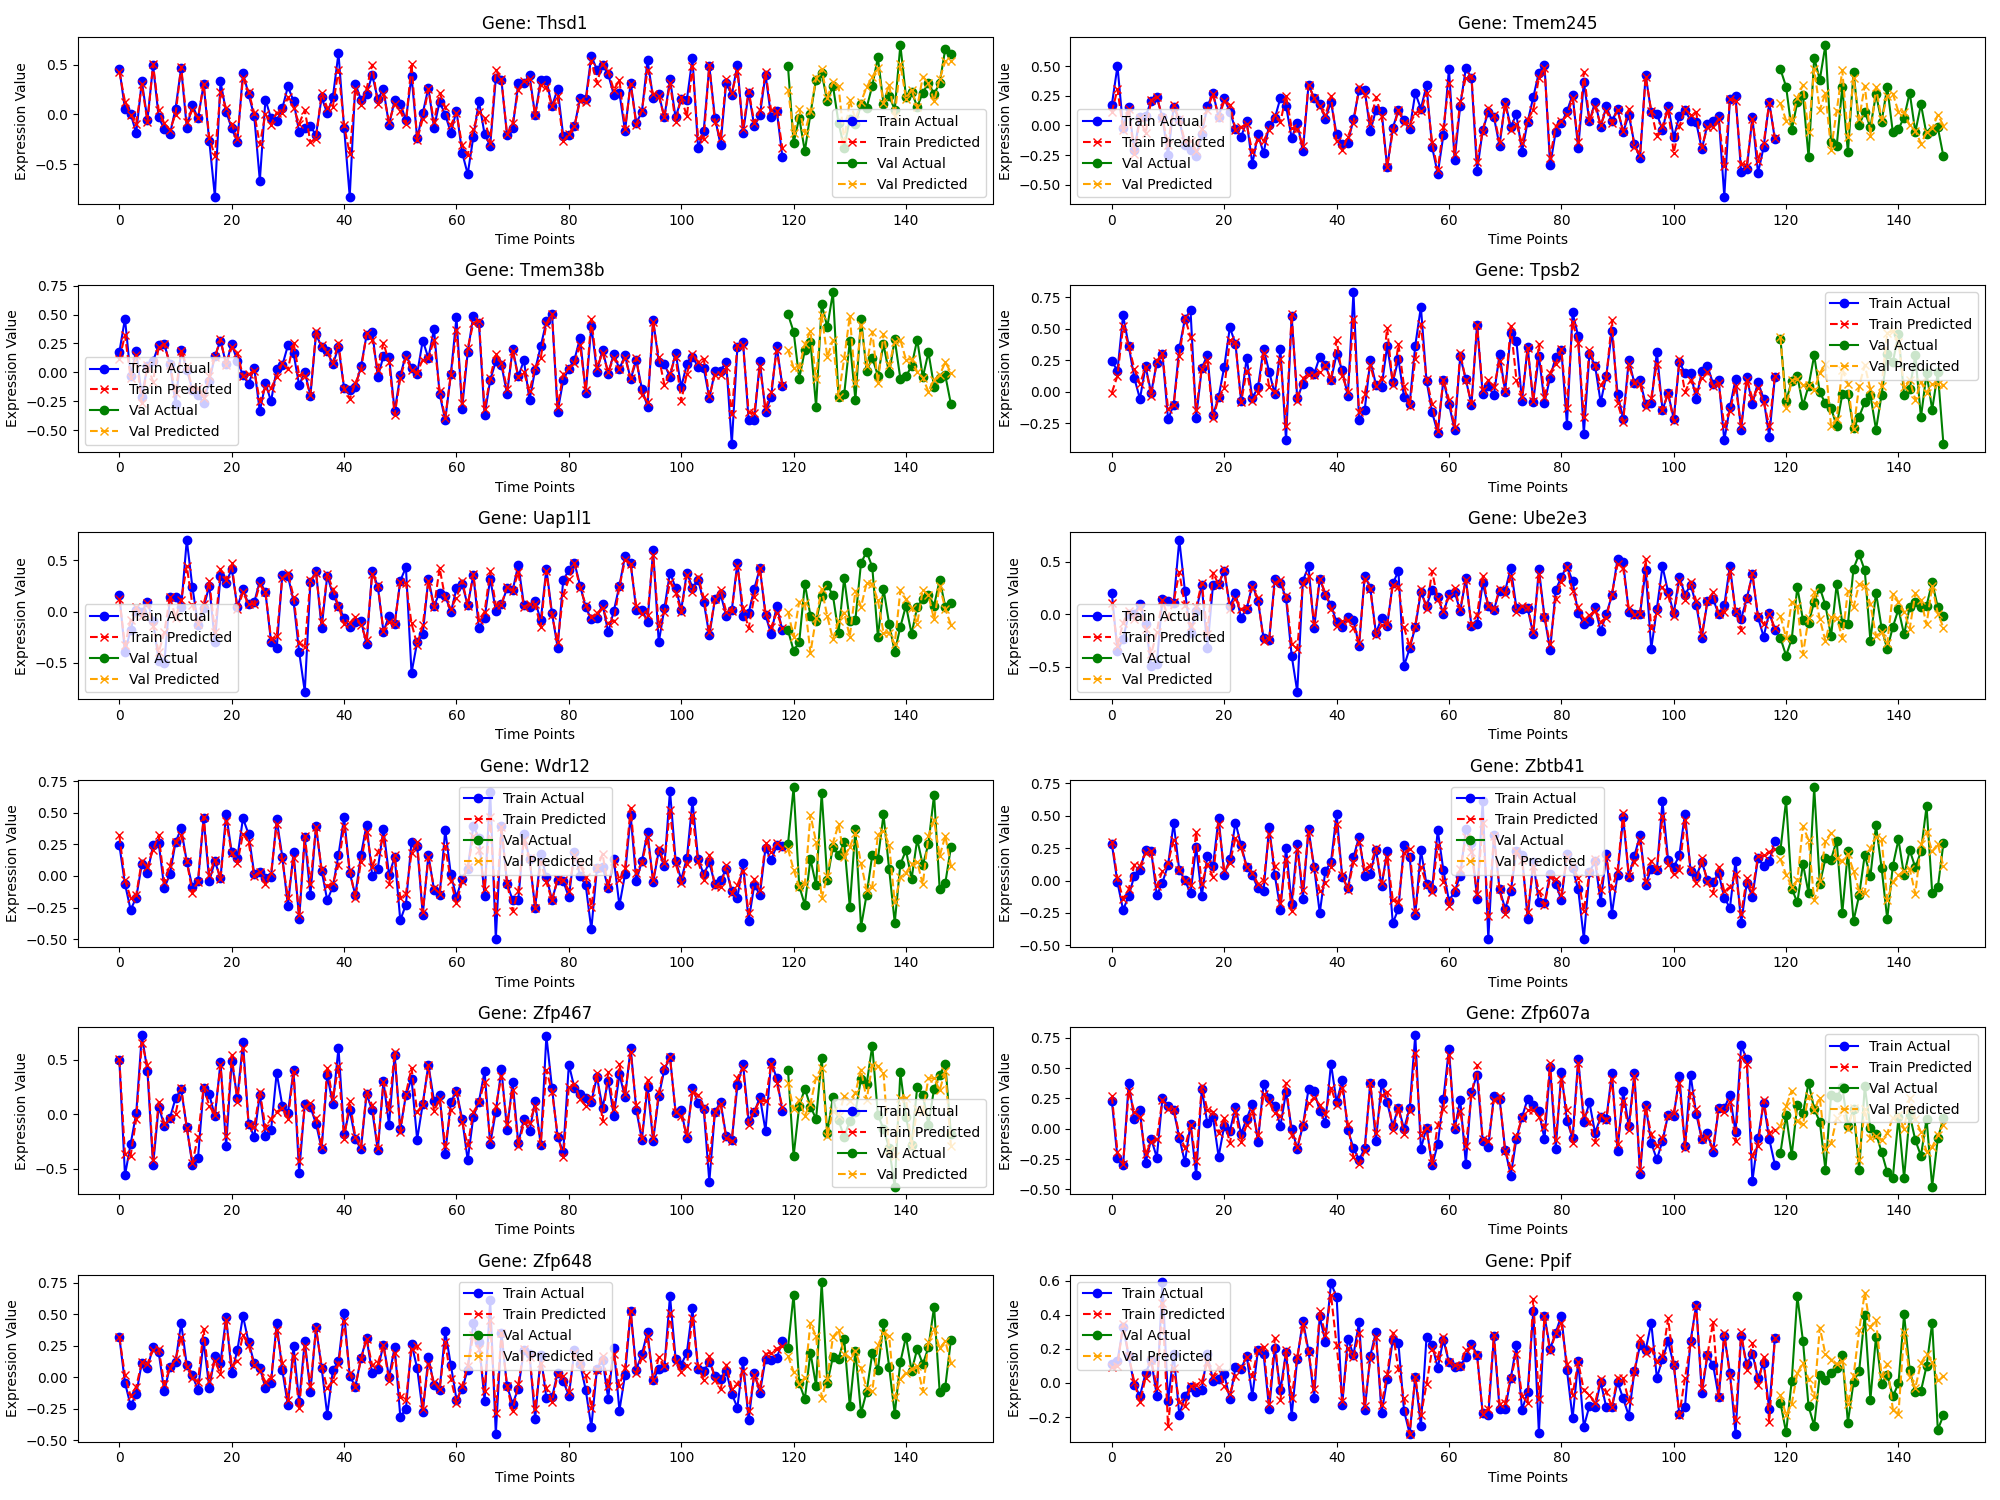 Gene: Thsd1
Expression Value
0.5
0.0
−0.5
Train Actual
Train Predicted
Val Actual
Val Predicted
0 20 40 60 80 100 120 140
Time Points
Gene: Tmem245
Expression Value
0.50
0.25
0.00
−0.25
−0.50
Train Actual
Train Predicted
Val Actual
Val Predicted
0 20 40 60 80 100 120 140
Time Points
Gene: Tmem38b
Expression Value
0.75
0.50
0.25
0.00
−0.25
−0.50
Train Actual
Train Predicted
Val Actual
Val Predicted
0 20 40 60 80 100 120 140
Time Points
Gene: Tpsb2
Expression Value
0.75
0.50
0.25
0.00
−0.25
Train Actual
Train Predicted
Val Actual
Val Predicted
0 20 40 60 80 100 120 140
Time Points
Gene: Uap1l1
Expression Value
0.5
0.0
−0.5
Train Actual
Train Predicted
Val Actual
Val Predicted
0 20 40 60 80 100 120 140
Time Points
Gene: Ube2e3
Expression Value
0.5
0.0
−0.5
Train Actual
Train Predicted
Val Actual
Val Predicted
0 20 40 60 80 100 120 140
Time Points
Gene: Wdr12
Expression Value
0.75
0.50
0.25
0.00
−0.25
−0.50
Train Actual
Train Predicted
Val Actual
Val Predicted
0 20 40 60 80 100 120 140
Time Points
Gene: Zbtb41
Expression Value
0.75
0.50
0.25
0.00
−0.25
−0.50
Train Actual
Train Predicted
Val Actual
Val Predicted
0 20 40 60 80 100 120 140
Time Points
Gene: Zfp467
Expression Value
0.5
0.0
−0.5
Train Actual
Train Predicted
Val Actual
Val Predicted
0 20 40 60 80 100 120 140
Time Points
Gene: Zfp607a
Expression Value
0.75
0.50
0.25
0.00
−0.25
−0.50
Train Actual
Train Predicted
Val Actual
Val Predicted
0 20 40 60 80 100 120 140
Time Points
Gene: Zfp648
Expression Value
0.75
0.50
0.25
0.00
−0.25
−0.50
Train Actual
Train Predicted
Val Actual
Val Predicted
0 20 40 60 80 100 120 140
Time Points
Gene: Ppif
Expression Value
0.6
0.4
0.2
0.0
−0.2
Train Actual
Train Predicted
Val Actual
Val Predicted
0 20 40 60 80 100 120 140
Time Points